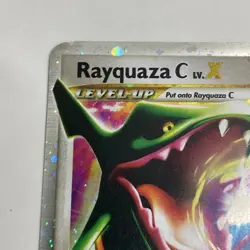 Rayquaza C LV.X
LEVEL-UP Put onto Rayquaza C